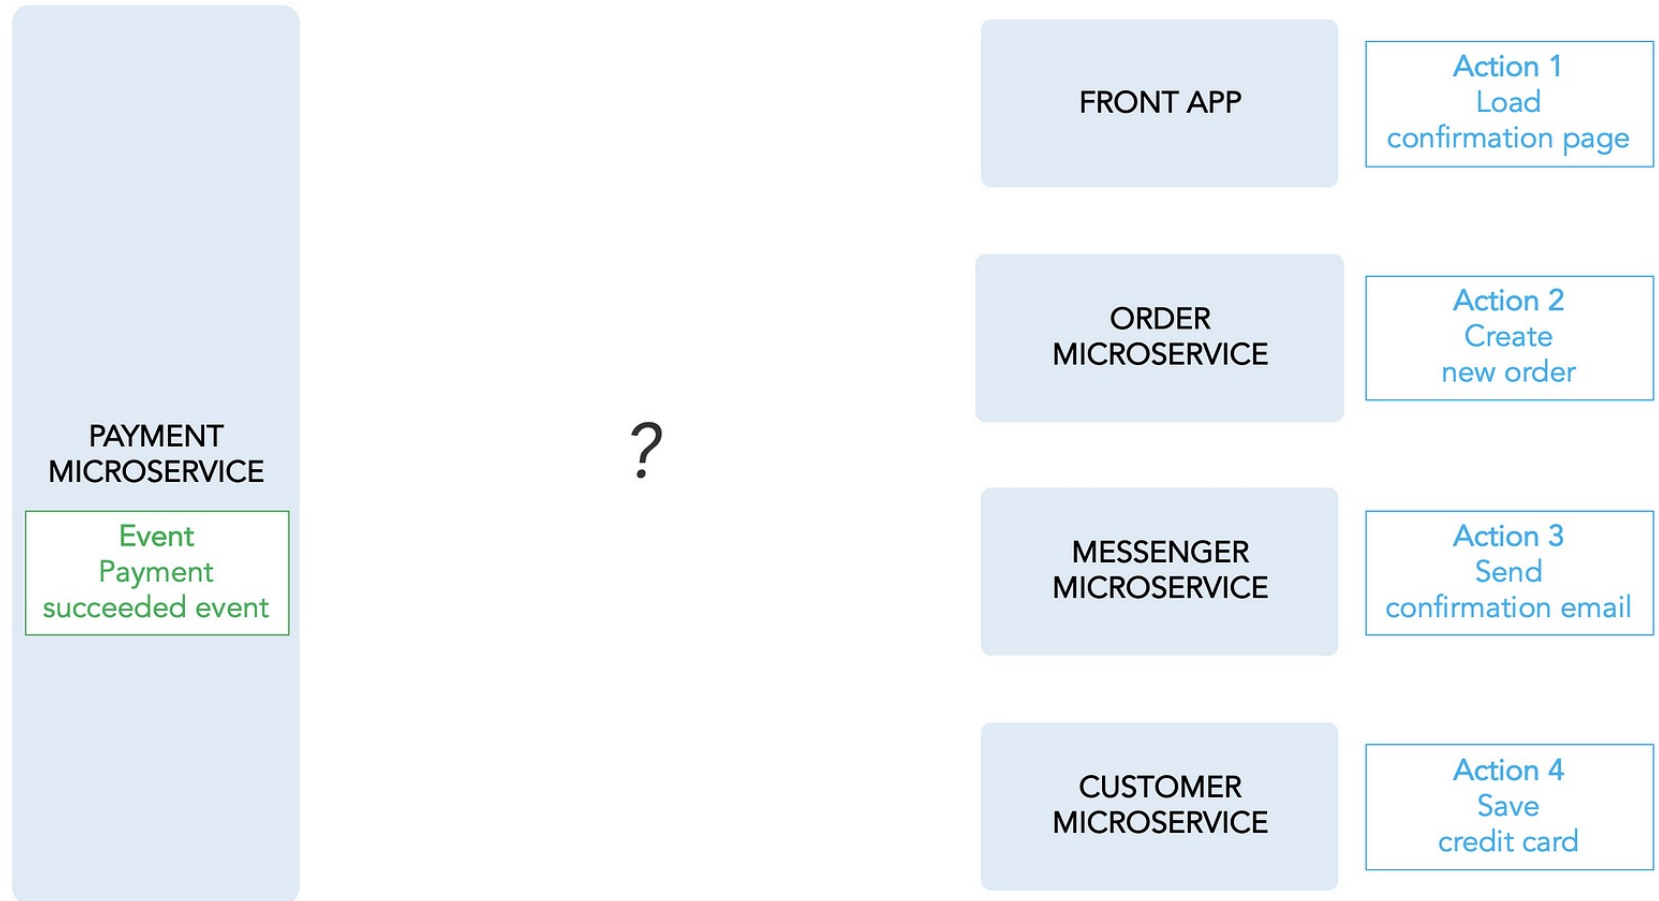 PAYMENT
MICROSERVICE
Event
Payment
succeeded event
?
FRONT APP
Action 1
Load
confirmation page
ORDER
MICROSERVICE
Action 2
Create
new order
MESSENGER
MICROSERVICE
Action 3
Send
confirmation email
CUSTOMER
MICROSERVICE
Action 4
Save
credit card